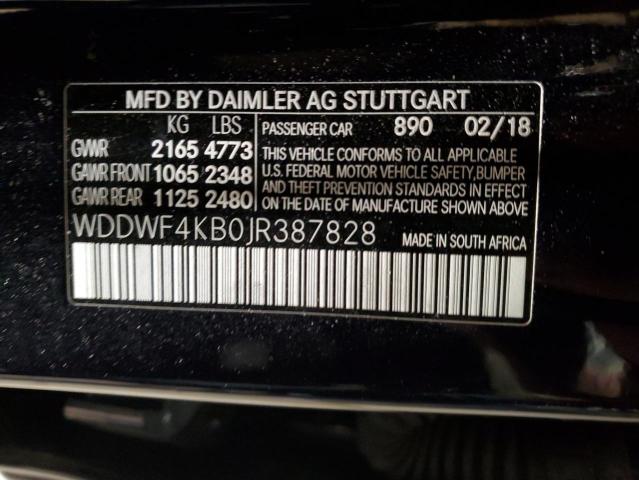 MFD BY DAIMLER AG STUTTGART
KG LBS
GVWR 2165 4773
GAWR FRONT 1065 2348
GAWR REAR 1125 2480
PASSENGER CAR 890 02/18
THIS VEHICLE CONFORMS TO ALL APPLICABLE
U.S. FEDERAL MOTOR VEHICLE SAFETY, BUMPER
AND THEFT PREVENTION STANDARDS IN EFFECT
ON DATE OF MANUFACTURE SHOWN ABOVE
WDDWF4KB0JR387828 MADE IN SOUTH AFRICA